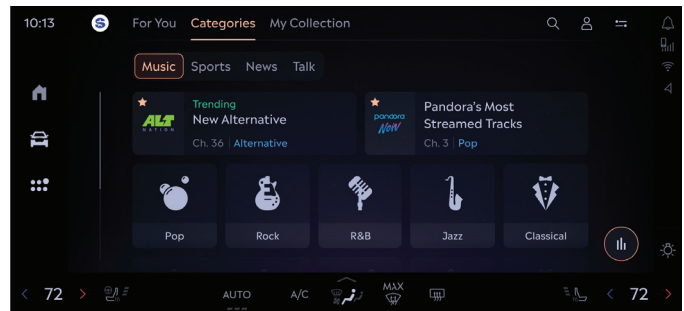 10:13
S
For You Categories My Collection
Music Sports News Talk
Trending
New Alternative
Ch. 36 | Alternative
ALT
NATION
pandora
NOW
Pandora's Most
Streamed Tracks
Ch. 3 | Pop
Pop Rock R&B Jazz Classical
< 72 > AUTO A/C MAX < 72 >